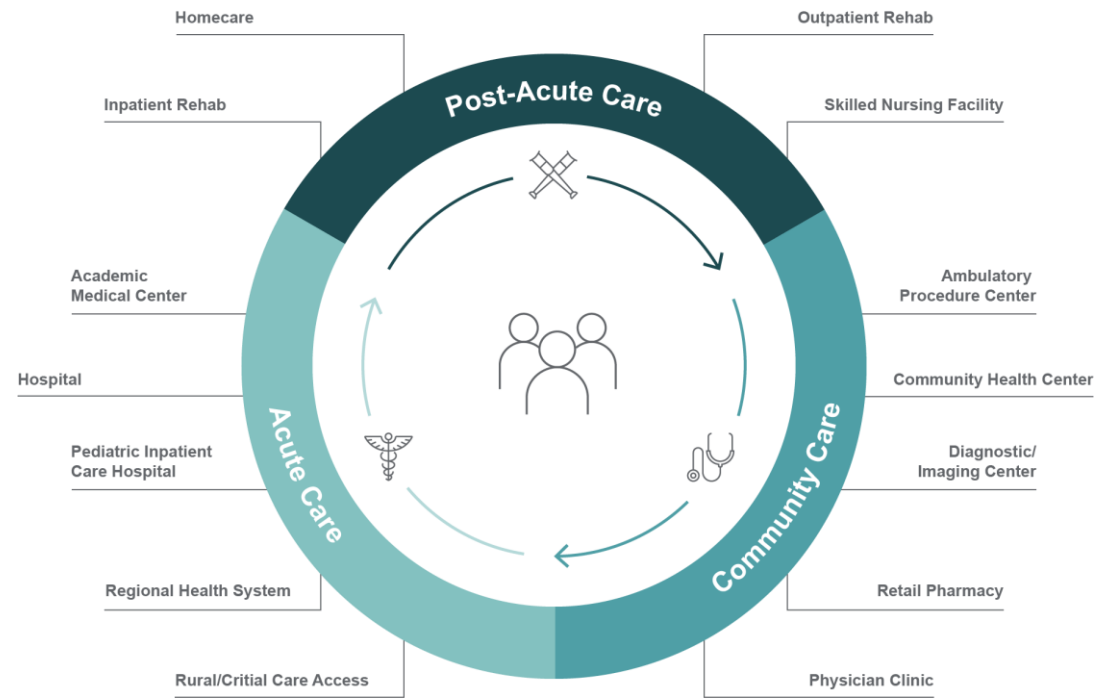 Homecare
Outpatient Rehab
Post-Acute Care
Inpatient Rehab
Skilled Nursing Facility
Academic
Medical Center
Ambulatory
Procedure Center
Hospital
Community Health Center
Acute Care
Community Care
Pediatric Inpatient
Care Hospital
Diagnostic/
Imaging Center
Regional Health System
Retail Pharmacy
Rural/Critial Care Access
Physician Clinic